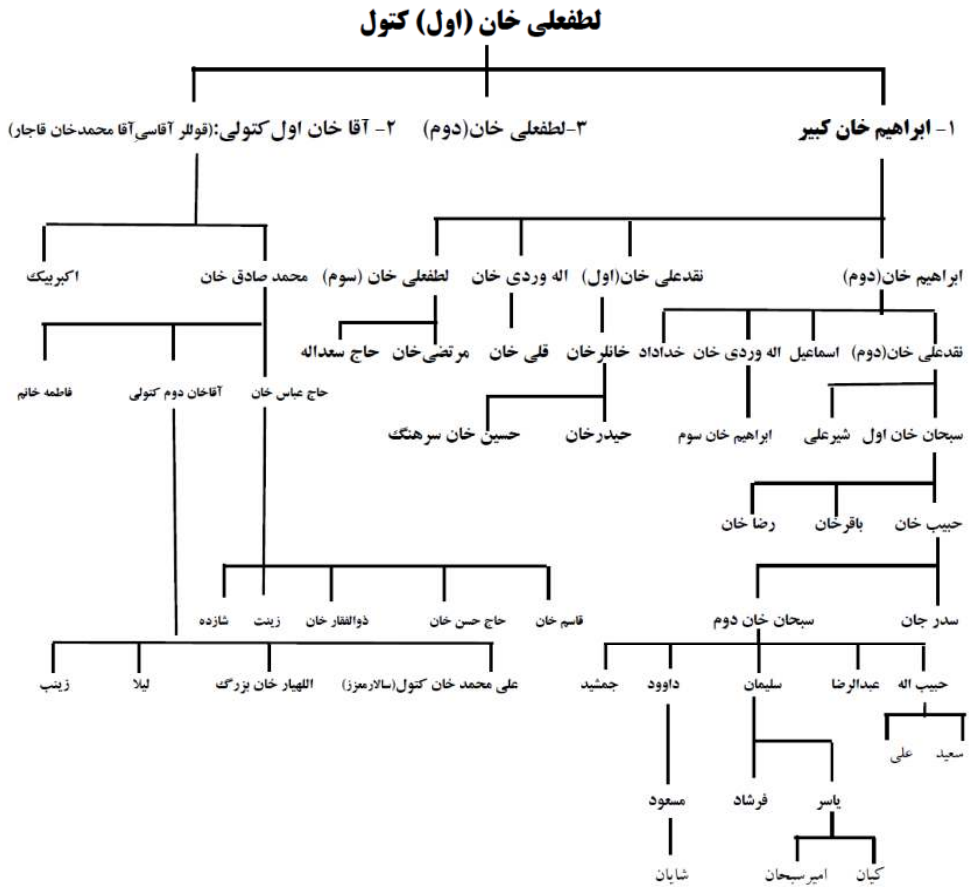 لطفعلی خان (اول) کتول
۱- ابراهیم خان کبیر
۳-لطفعلی خان(دوم)
۲- آقا خان اول کتولی:(قوللر آقاسیِ آقا محمدخان قاجار)
ابراهیم خان(دوم)
نقدعلی خان(اول)
اله وردی خان
لطفعلی خان (سوم)
محمد صادق خان
اکبربیک
نقدعلی خان(دوم)
اسماعیل
اله وردی خان
خداداد
خانلرخان
قلی خان
مرتضی‌خان
حاج سعداله
حاج عباس خان
آقاخان دوم کتولی
فاطمه خانم
سبحان خان اول
شیرعلی
ابراهیم خان سوم
حیدرخان
حسین خان سرهنگ
حبیب خان
باقرخان
رضا خان
سدر جان
سبحان خان دوم
قاسم خان
حاج حسن خان
ذوالفقار خان
زینت
شازده
حبیب اله
عبدالرضا
سلیمان
داوود
جمشید
علی محمد خان کتول(سالارمعزز)
اللهیار خان بزرگ
لیلا
زینب
سعید
علی
یاسر
فرشاد
مسعود
کیان
امیرسبحان
شایان